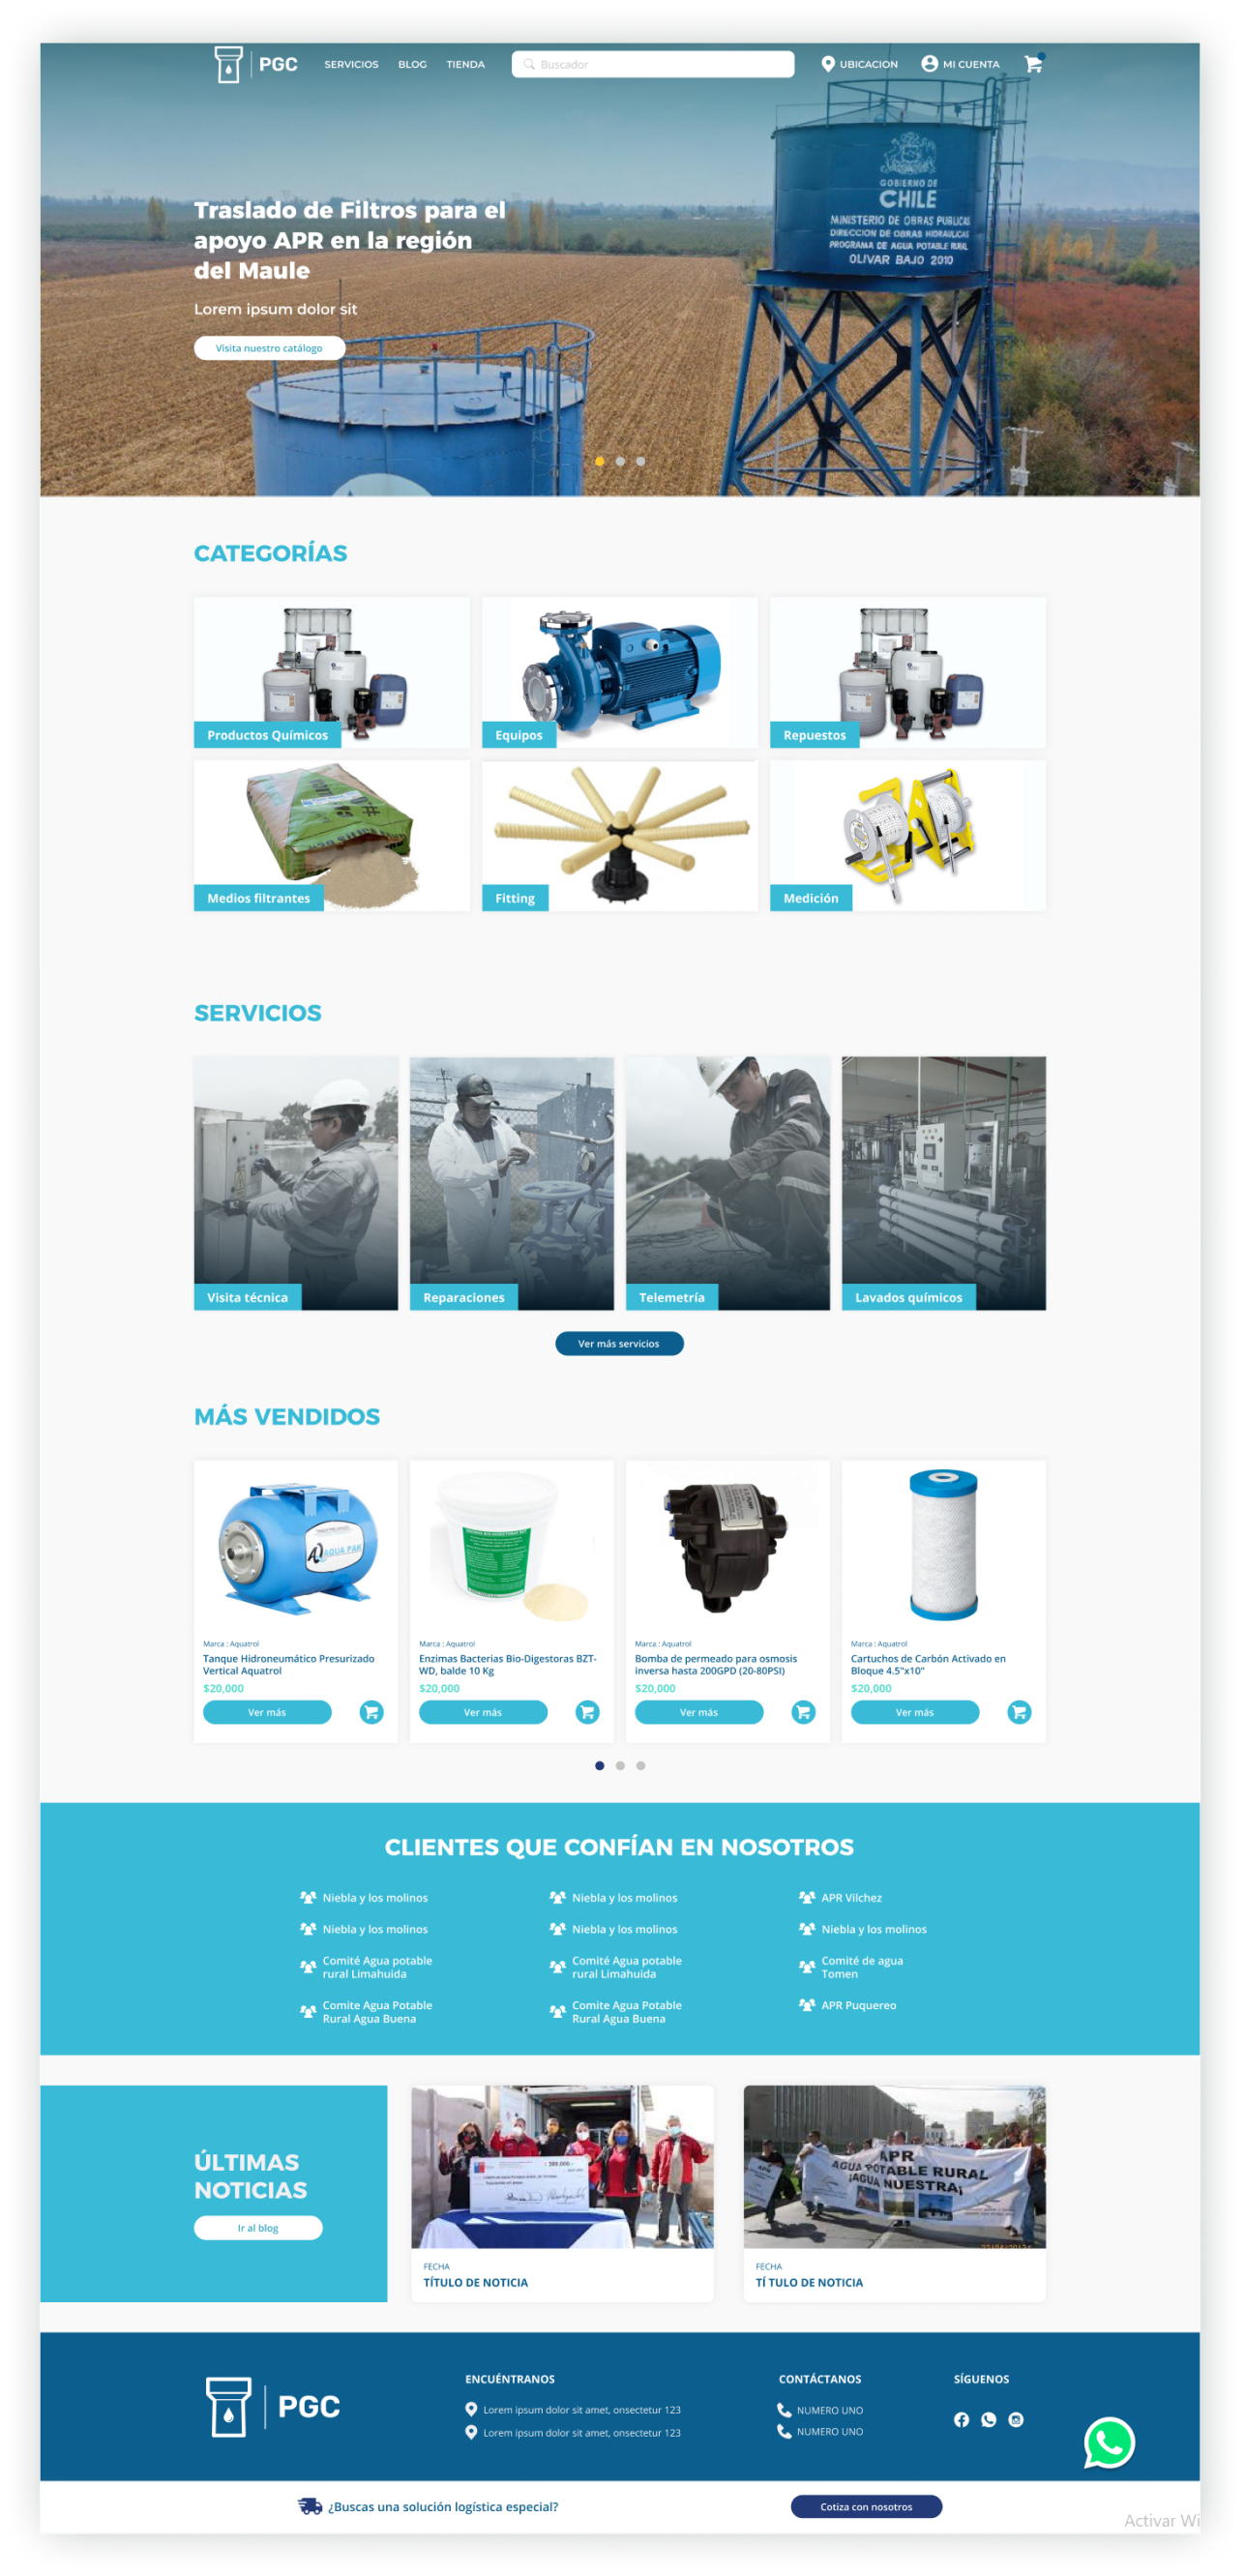 PGC
SERVICIOS
BLOG
TIENDA
Buscador
UBICACION
MI CUENTA
GOBIERNO DE
CHILE
MINISTERIO DE OBRAS PUBLICAS
DIRECCION DE OBRAS HIDRAULICAS
PROGRAMA DE AGUA POTABLE RURAL
OLIVAR BAJO 2010
Traslado de Filtros para el
apoyo APR en la región
del Maule
Lorem ipsum dolor sit
Visita nuestro catálogo
CATEGORÍAS
Productos Químicos
Equipos
Repuestos
Medios filtrantes
Fitting
Medición
SERVICIOS
Visita técnica
Reparaciones
Telemetría
Lavados químicos
Ver más servicios
MÁS VENDIDOS
AQUA PAK
Marca : Aquatrol
Tanque Hidroneumático Presurizado
Vertical Aquatrol
$20,000
Ver más
Marca : Aquatrol
Enzimas Bacterias Bio-Digestoras BZT-
WD, balde 10 Kg
$20,000
Ver más
Marca : Aquatrol
Bomba de permeado para osmosis
inversa hasta 200GPD (20-80PSI)
$20,000
Ver más
Marca : Aquatrol
Cartuchos de Carbón Activado en
Bloque 4.5"x10"
$20,000
Ver más
CLIENTES QUE CONFÍAN EN NOSOTROS
Niebla y los molinos
Niebla y los molinos
Comité Agua potable
rural Limahuida
Comite Agua Potable
Rural Agua Buena
Niebla y los molinos
Niebla y los molinos
Comité Agua potable
rural Limahuida
Comite Agua Potable
Rural Agua Buena
APR Vilchez
Niebla y los molinos
Comité de agua
Tomen
APR Puquereo
ÚLTIMAS
NOTICIAS
Ir al blog
FECHA
TÍTULO DE NOTICIA
APR
AGUA POTABLE RURAL
¡AGUA NUESTRA¡
FECHA
TÍ TULO DE NOTICIA
PGC
ENCUÉNTRANOS
Lorem ipsum dolor sit amet, onsectetur 123
Lorem ipsum dolor sit amet, onsectetur 123
CONTÁCTANOS
NUMERO UNO
NUMERO UNO
SÍGUENOS
¿Buscas una solución logística especial?
Cotiza con nosotros
Activar Wi